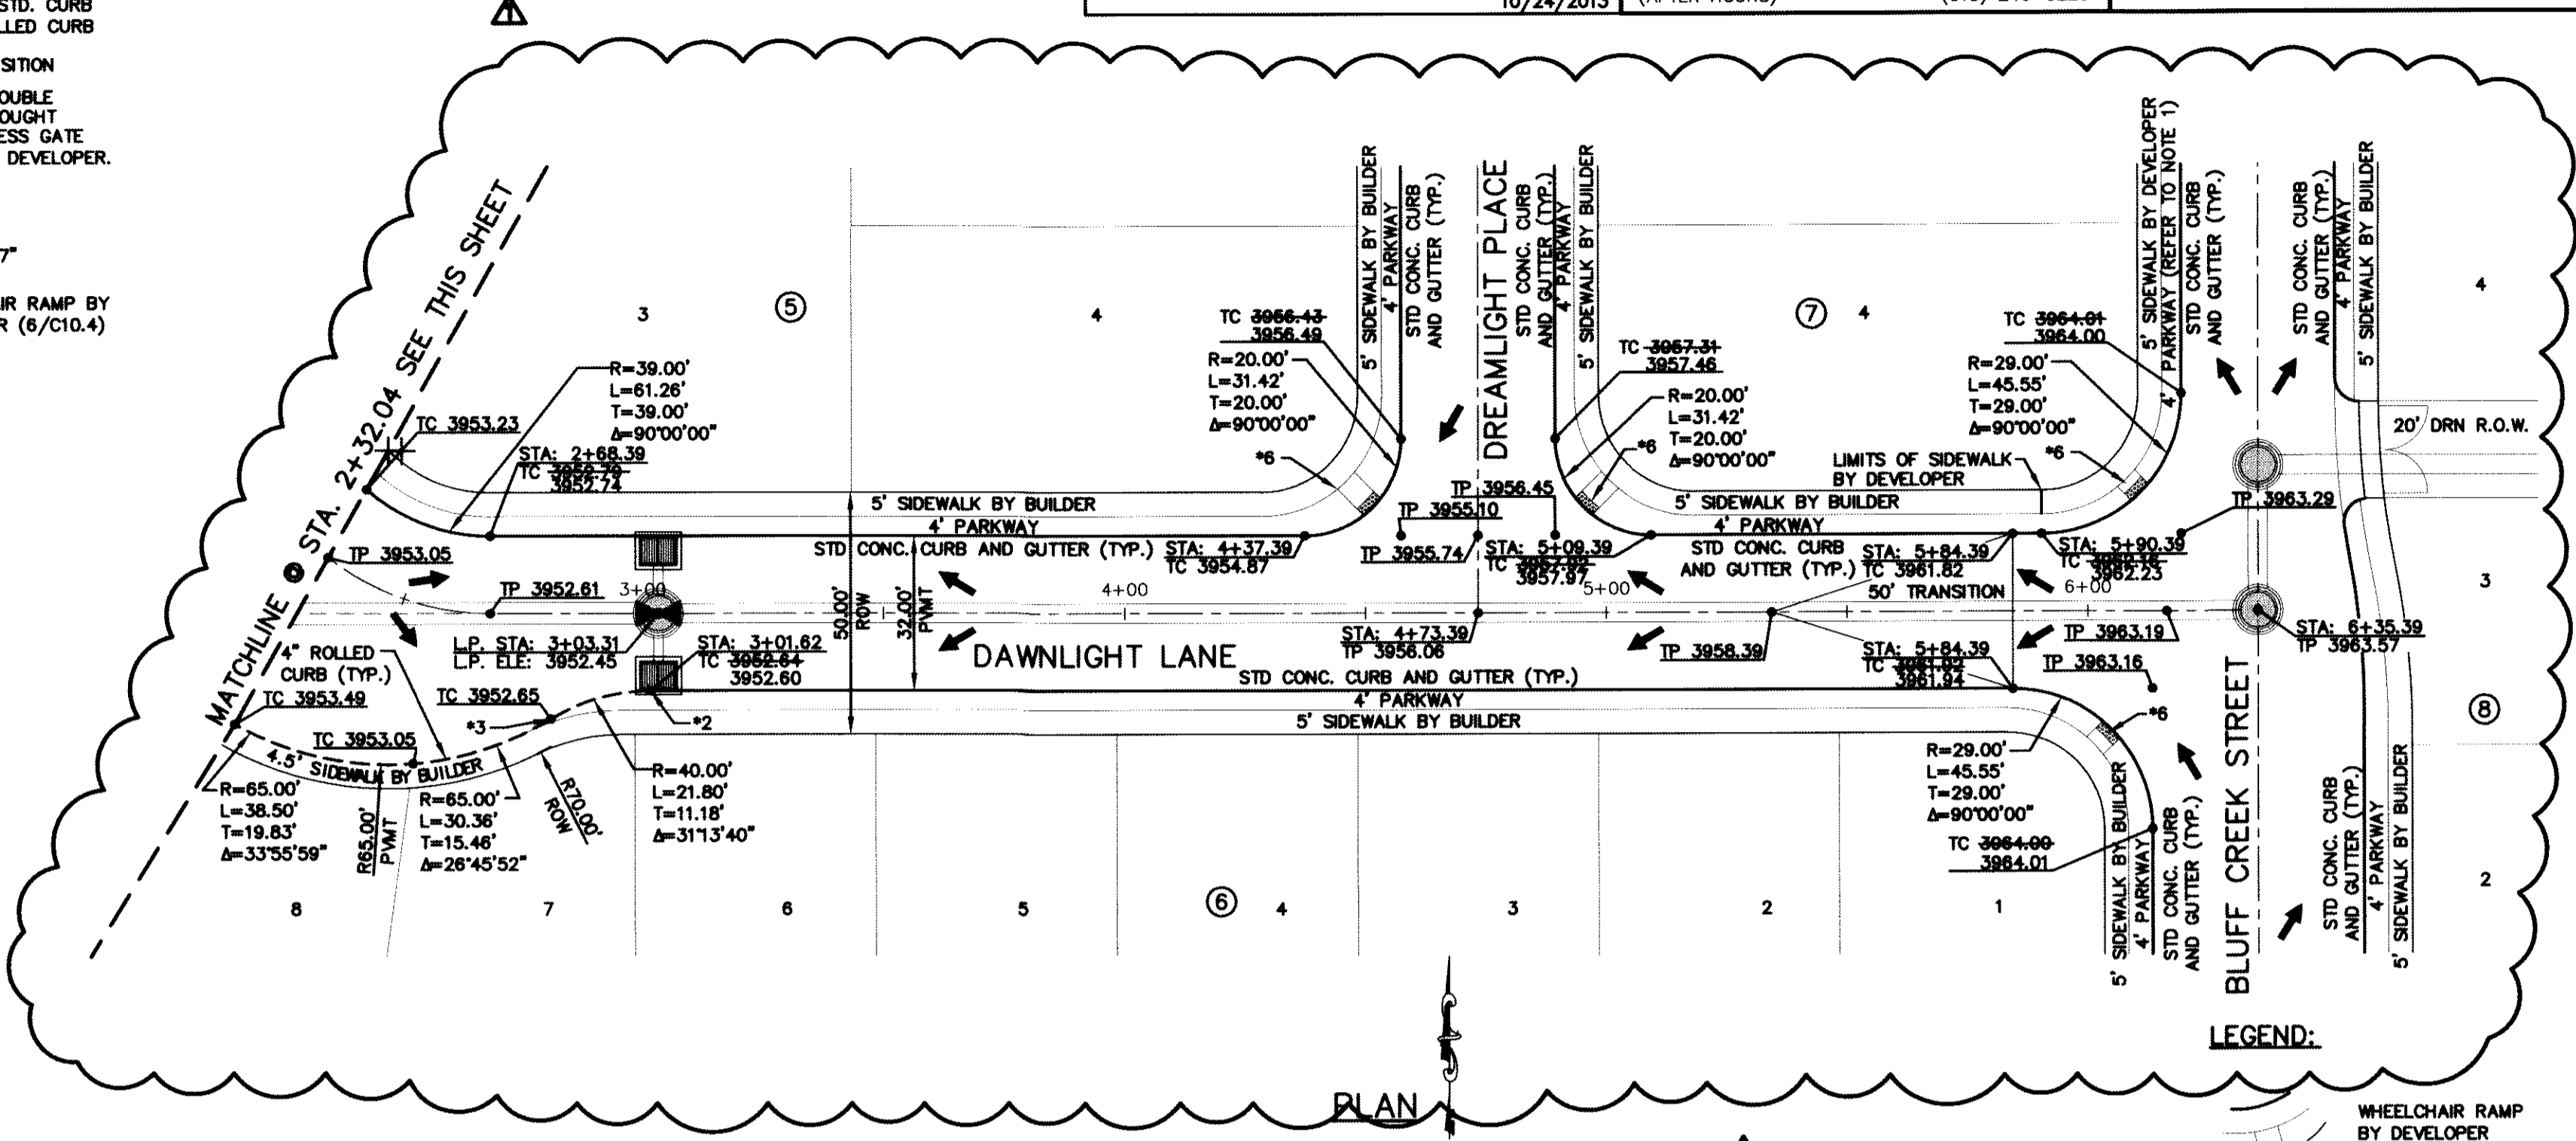 STD. CURB
LLED CURB
SITION
OUBLE
OUGHT
ESS GATE
DEVELOPER.
7"
IR RAMP BY
R (6/C10.4)
10/24/2013
MATCHLINE @ STA. 2+32.04 SEE THIS SHEET
3
5
4
R=39.00'
L=61.26'
T=39.00'
Δ=90°00'00"
TC 3953.23
STA: 2+68.39
TC 3952.79
3952.74
TP 3953.05
TP 3952.61
3+00
L.P. STA: 3+03.31
L.P. ELE: 3952.45
4" ROLLED
CURB (TYP.)
TC 3953.49
TC 3952.65
*3
*2
TC 3953.05
4.5' SIDEWALK BY BUILDER
R=65.00'
L=38.50'
T=19.83'
Δ=33°55'59"
R65.00'
PVMT
R=65.00'
L=30.36'
T=15.46'
Δ=26°45'52"
R70.00'
ROW
R=40.00'
L=21.80'
T=11.18'
Δ=31°13'40"
STA: 3+01.62
TC 3952.64
3952.60
50.00'
ROW
32.00'
PVMT
5' SIDEWALK BY BUILDER
4' PARKWAY
STD CONC. CURB AND GUTTER (TYP.)
STA: 4+37.39
TC 3954.87
4+00
DAWNLIGHT LANE
STD CONC. CURB AND GUTTER (TYP.)
4' PARKWAY
5' SIDEWALK BY BUILDER
TC 3956.43
3956.49
R=20.00'
L=31.42'
T=20.00'
Δ=90°00'00"
*6
5' SIDEWALK BY BUILDER
4' PARKWAY
STD CONC. CURB
AND GUTTER (TYP.)
DREAMLIGHT PLACE
STD CONC. CURB
AND GUTTER (TYP.)
4' PARKWAY
5' SIDEWALK BY BUILDER
TP 3956.45
TP 3955.10
TP 3955.74
STA: 4+73.39
TP 3956.06
TC 3957.31
3957.46
R=20.00'
L=31.42'
T=20.00'
Δ=90°00'00"
*6
7
4
STA: 5+09.39
3957.97
5+00
5' SIDEWALK BY BUILDER
4' PARKWAY
STD CONC. CURB
AND GUTTER (TYP.)
LIMITS OF SIDEWALK
BY DEVELOPER
TC 3964.01
3964.00
R=29.00'
L=45.55'
T=29.00'
Δ=90°00'00"
*6
STA: 5+84.39
TC 3961.82
50' TRANSITION
STA: 5+90.39
3962.23
6+00
TP 3963.29
TP 3958.39
STA: 5+84.39
3961.94
TP 3963.19
TP 3963.16
STA: 6+35.39
TP 3963.57
*6
R=29.00'
L=45.55'
T=29.00'
Δ=90°00'00"
TC 3964.00
3964.01
5' SIDEWALK BY DEVELOPER
4' PARKWAY (REFER TO NOTE 1)
STD CONC. CURB
AND GUTTER (TYP.)
STD CONC. CURB
AND GUTTER (TYP.)
4' PARKWAY
5' SIDEWALK BY BUILDER
20' DRN R.O.W.
4
3
8
2
5' SIDEWALK BY BUILDER
4' PARKWAY
STD CONC. CURB
AND GUTTER (TYP.)
BLUFF CREEK STREET
STD CONC. CURB
AND GUTTER (TYP.)
4' PARKWAY
5' SIDEWALK BY BUILDER
8
7
6
5
6
4
3
2
1
PLAN
LEGEND:
WHEELCHAIR RAMP
BY DEVELOPER